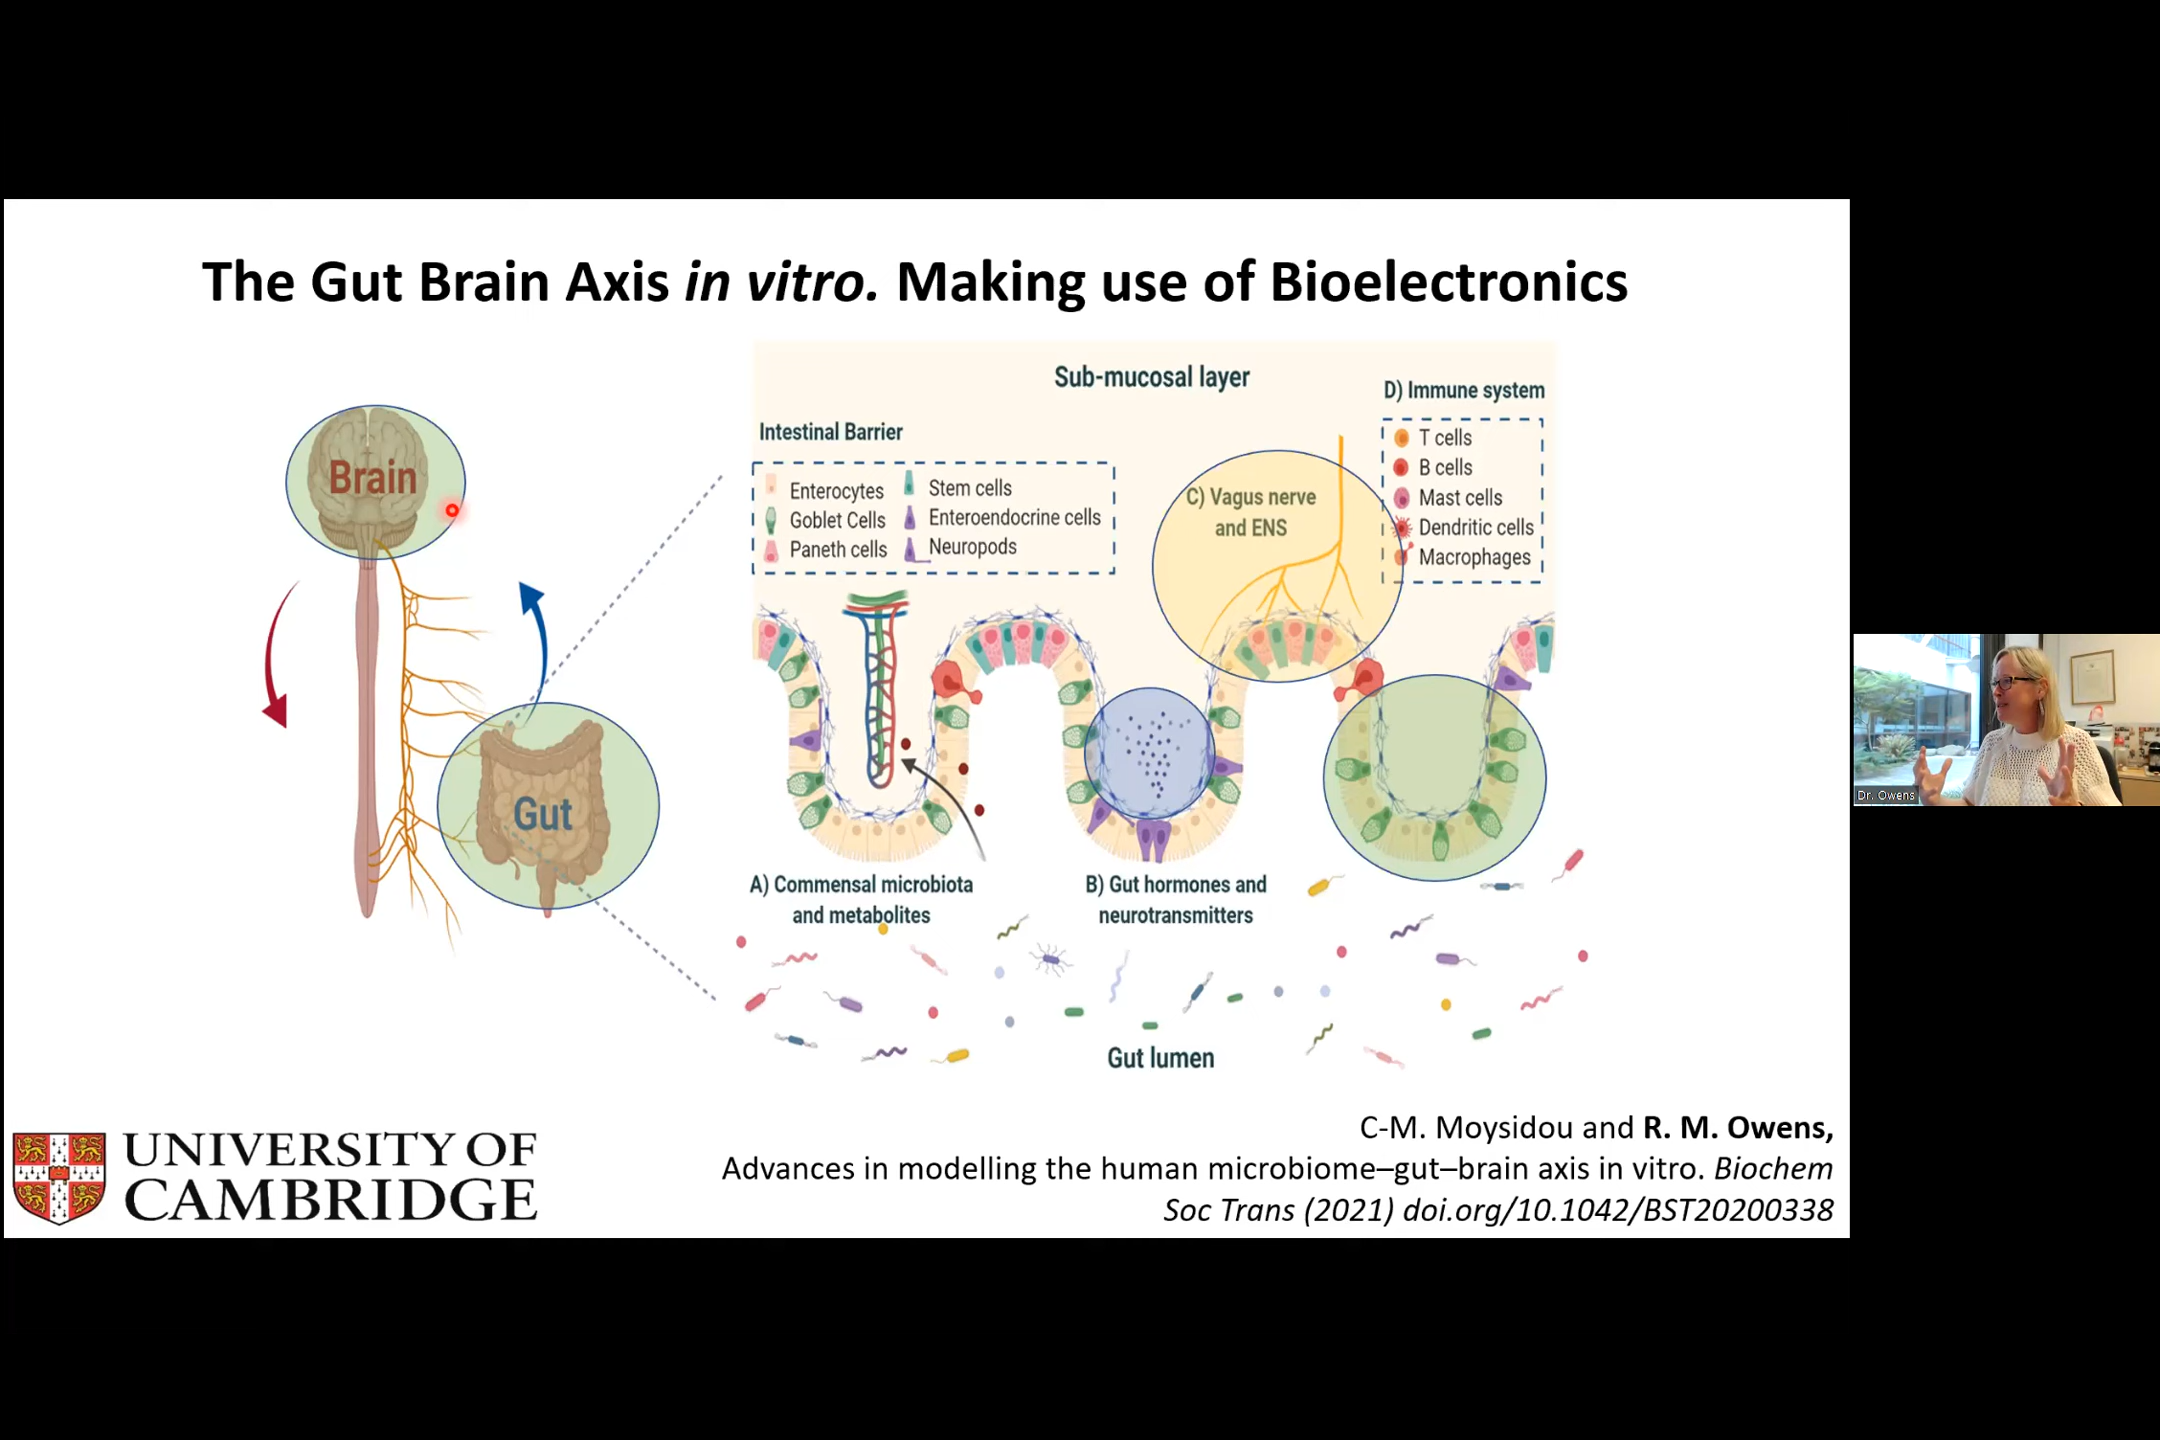 The Gut Brain Axis in vitro. Making use of Bioelectronics
Brain
Gut
Sub-mucosal layer
Intestinal Barrier
Enterocytes
Goblet Cells
Paneth cells
Stem cells
Enteroendocrine cells
Neuropods
C) Vagus nerve
and ENS
D) Immune system
T cells
B cells
Mast cells
Dendritic cells
Macrophages
A) Commensal microbiota
and metabolites
B) Gut hormones and
neurotransmitters
Gut lumen
UNIVERSITY OF
CAMBRIDGE
C-M. Moysidou and R. M. Owens,
Advances in modelling the human microbiome–gut–brain axis in vitro. Biochem
Soc Trans (2021) doi.org/10.1042/BST20200338
Dr. Owens